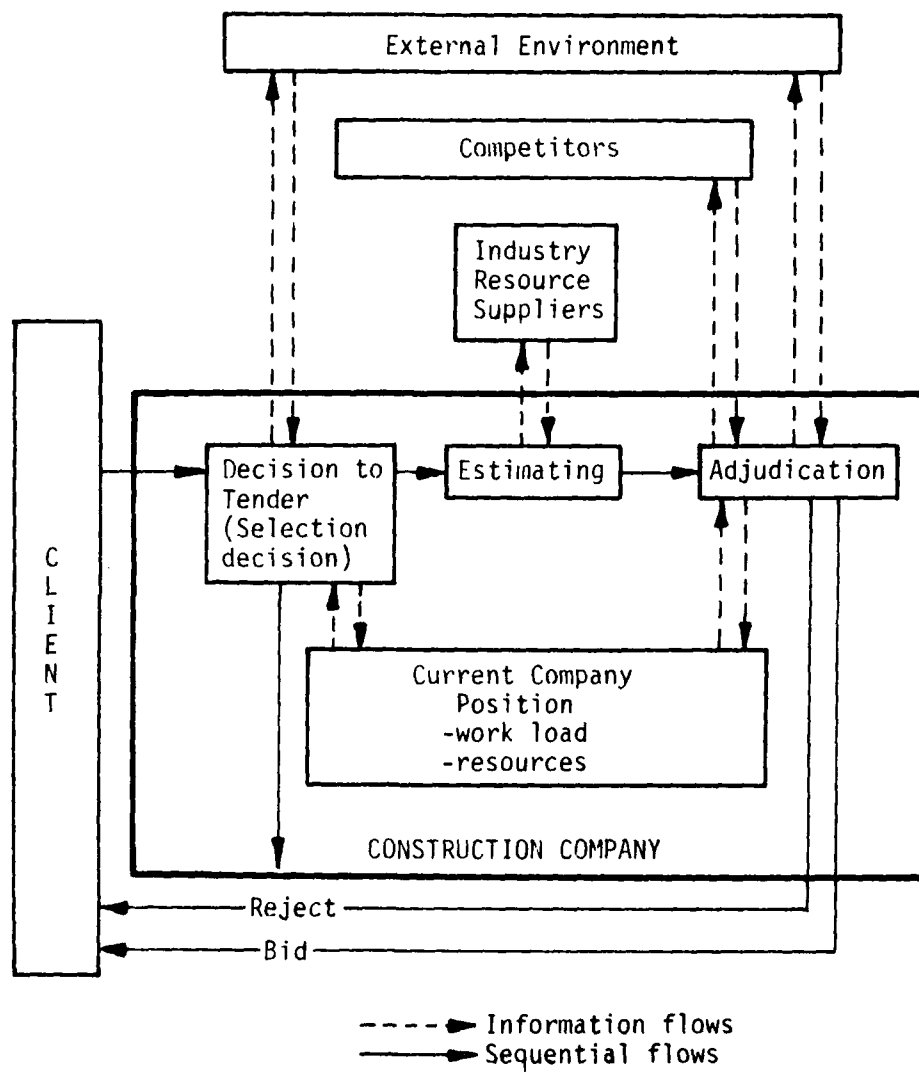 External Environment
Competitors
Industry
Resource
Suppliers
CLIENT
Decision to
Tender
(Selection
decision)
Estimating
Adjudication
Current Company
Position
-work load
-resources
CONSTRUCTION COMPANY
Reject
Bid
Information flows
Sequential flows